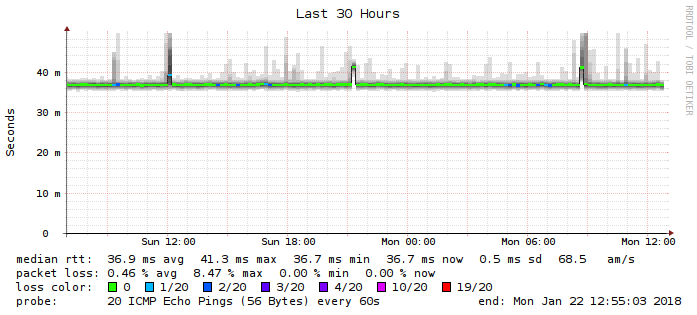 Last 30 Hours
RRDTOOL / TOBI OETIKER
Seconds
40 m
30 m
20 m
10 m
0
Sun 12:00 Sun 18:00 Mon 00:00 Mon 06:00 Mon 12:00
median rtt: 36.9 ms avg 41.3 ms max 36.7 ms min 36.7 ms now 0.5 ms sd 68.5 am/s
packet loss: 0.46 % avg 8.47 % max 0.00 % min 0.00 % now
loss color: 0 1/20 2/20 3/20 4/20 10/20 19/20
probe: 20 ICMP Echo Pings (56 Bytes) every 60s end: Mon Jan 22 12:55:03 2018